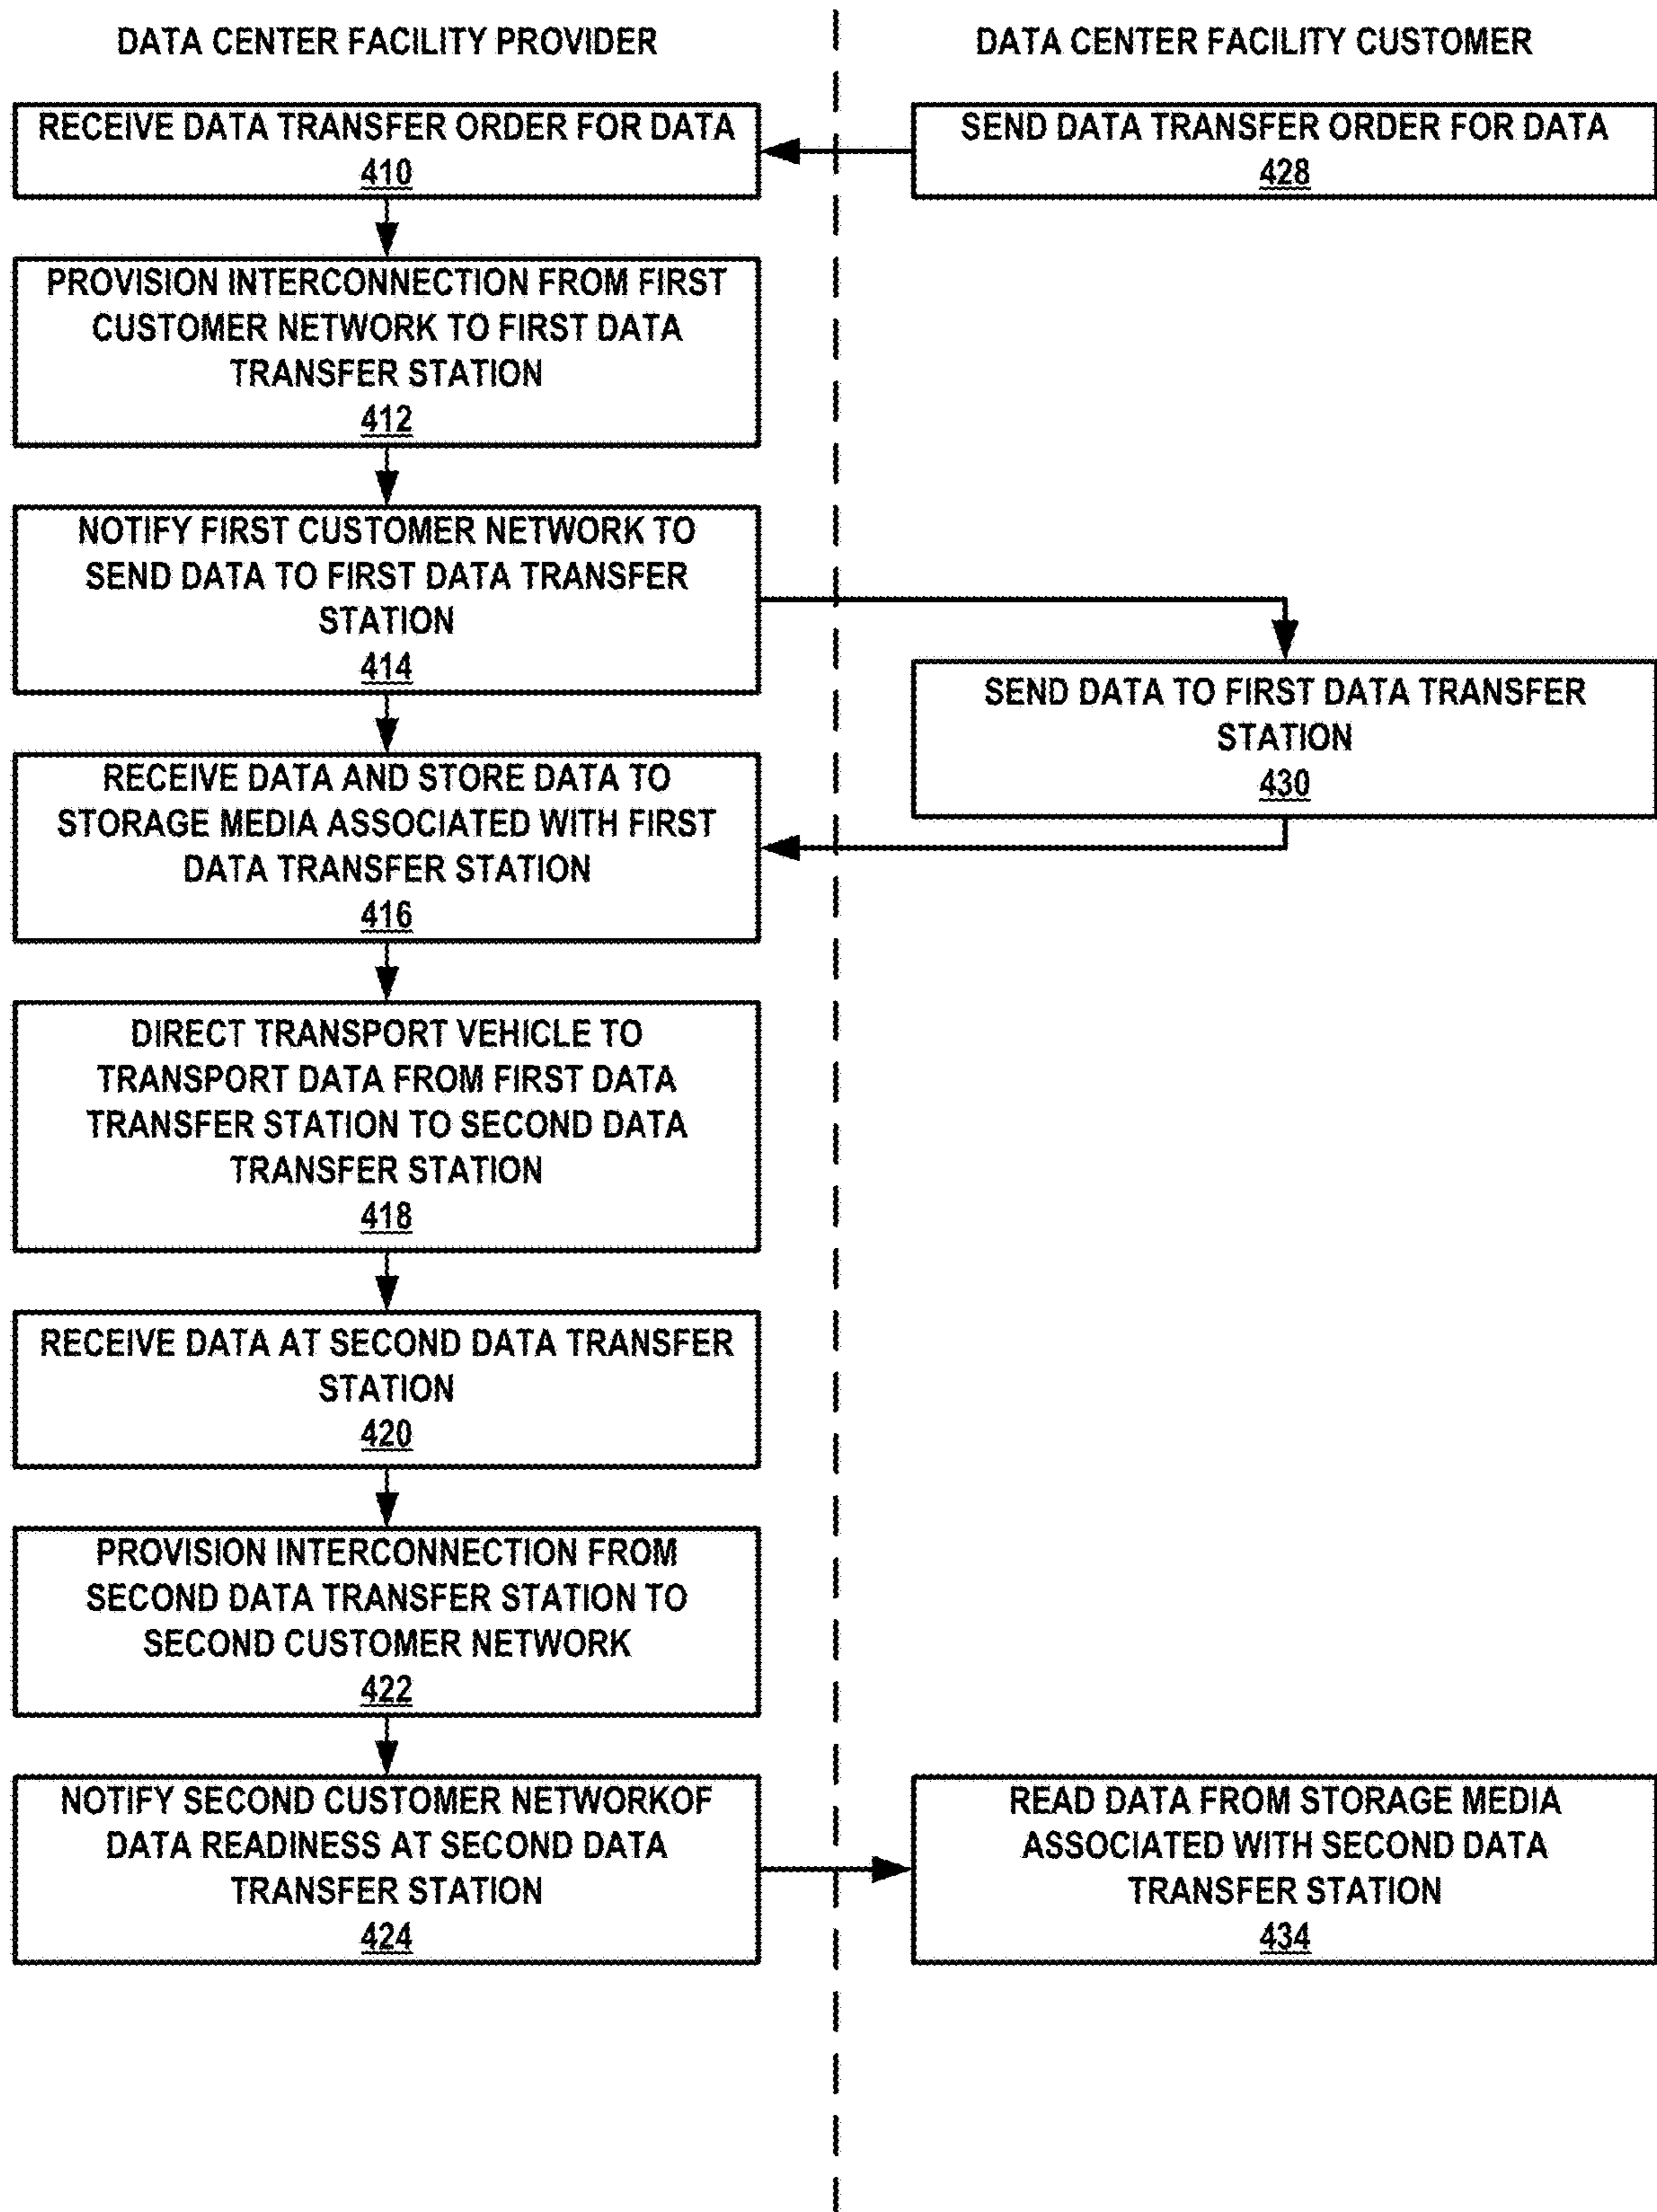 DATA CENTER FACILITY PROVIDER
DATA CENTER FACILITY CUSTOMER
RECEIVE DATA TRANSFER ORDER FOR DATA
410
SEND DATA TRANSFER ORDER FOR DATA
428
PROVISION INTERCONNECTION FROM FIRST
CUSTOMER NETWORK TO FIRST DATA
TRANSFER STATION
412
NOTIFY FIRST CUSTOMER NETWORK TO
SEND DATA TO FIRST DATA TRANSFER
STATION
414
SEND DATA TO FIRST DATA TRANSFER
STATION
430
RECEIVE DATA AND STORE DATA TO
STORAGE MEDIA ASSOCIATED WITH FIRST
DATA TRANSFER STATION
416
DIRECT TRANSPORT VEHICLE TO
TRANSPORT DATA FROM FIRST DATA
TRANSFER STATION TO SECOND DATA
TRANSFER STATION
418
RECEIVE DATA AT SECOND DATA TRANSFER
STATION
420
PROVISION INTERCONNECTION FROM
SECOND DATA TRANSFER STATION TO
SECOND CUSTOMER NETWORK
422
NOTIFY SECOND CUSTOMER NETWORKOF
DATA READINESS AT SECOND DATA
TRANSFER STATION
424
READ DATA FROM STORAGE MEDIA
ASSOCIATED WITH SECOND DATA
TRANSFER STATION
434